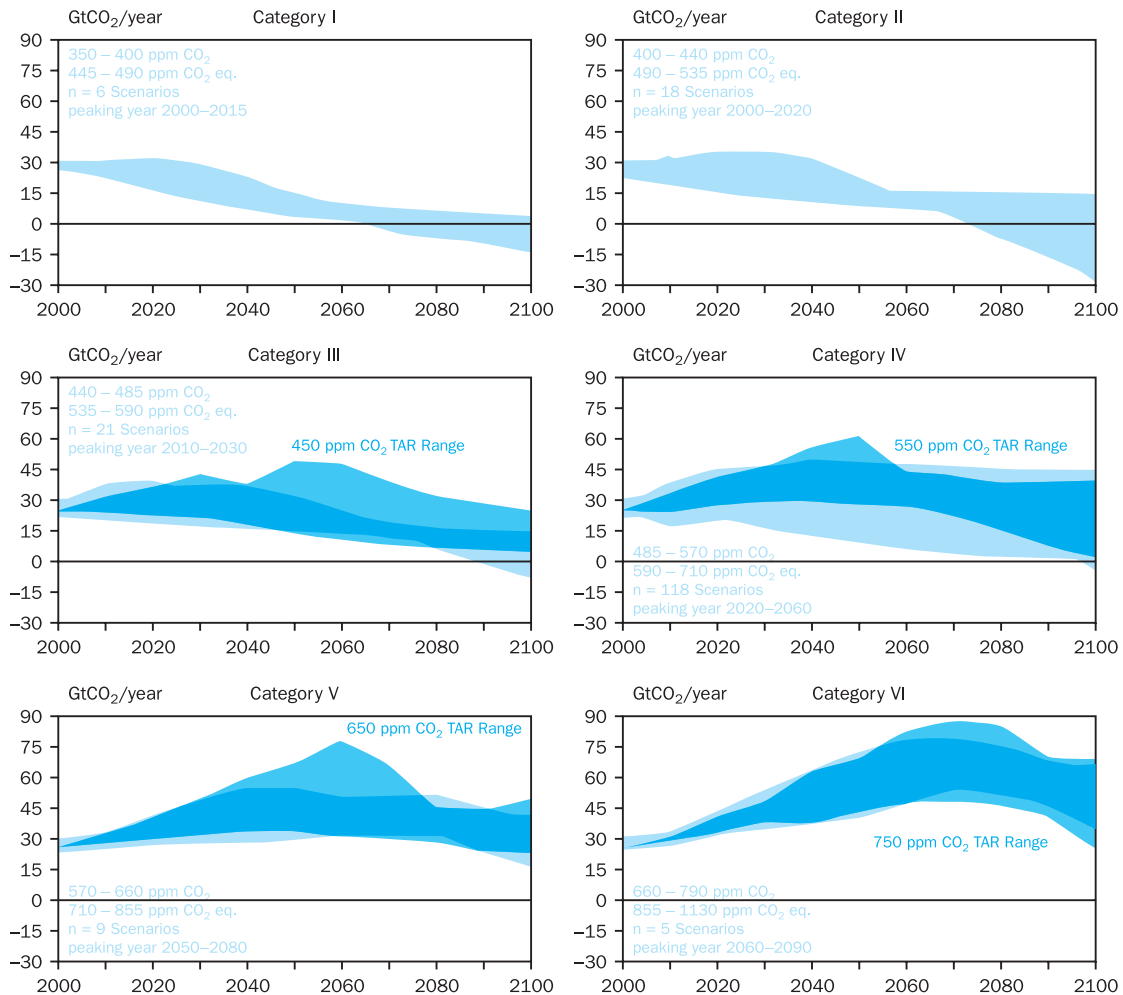 GtCO₂/year Category I
90
75
60
45
30
15
0
–15
–30
350 – 400 ppm CO₂
445 – 490 ppm CO₂ eq.
n = 6 Scenarios
peaking year 2000–2015
2000 2020 2040 2060 2080 2100
GtCO₂/year Category II
90
75
60
45
30
15
0
–15
–30
400 – 440 ppm CO₂
490 – 535 ppm CO₂ eq.
n = 18 Scenarios
peaking year 2000–2020
2000 2020 2040 2060 2080 2100
GtCO₂/year Category III
90
75
60
45
30
15
0
–15
–30
440 – 485 ppm CO₂
535 – 590 ppm CO₂ eq.
n = 21 Scenarios
peaking year 2010–2030
450 ppm CO₂ TAR Range
2000 2020 2040 2060 2080 2100
GtCO₂/year Category IV
90
75
60
45
30
15
0
–15
–30
550 ppm CO₂ TAR Range
485 – 570 ppm CO₂
590 – 710 ppm CO₂ eq.
n = 118 Scenarios
peaking year 2020–2060
2000 2020 2040 2060 2080 2100
GtCO₂/year Category V
90
75
60
45
30
15
0
–15
–30
650 ppm CO₂ TAR Range
570 – 660 ppm CO₂
710 – 855 ppm CO₂ eq.
n = 9 Scenarios
peaking year 2050–2080
2000 2020 2040 2060 2080 2100
GtCO₂/year Category VI
90
75
60
45
30
15
0
–15
–30
750 ppm CO₂ TAR Range
660 – 790 ppm CO₂
855 – 1130 ppm CO₂ eq.
n = 5 Scenarios
peaking year 2060–2090
2000 2020 2040 2060 2080 2100